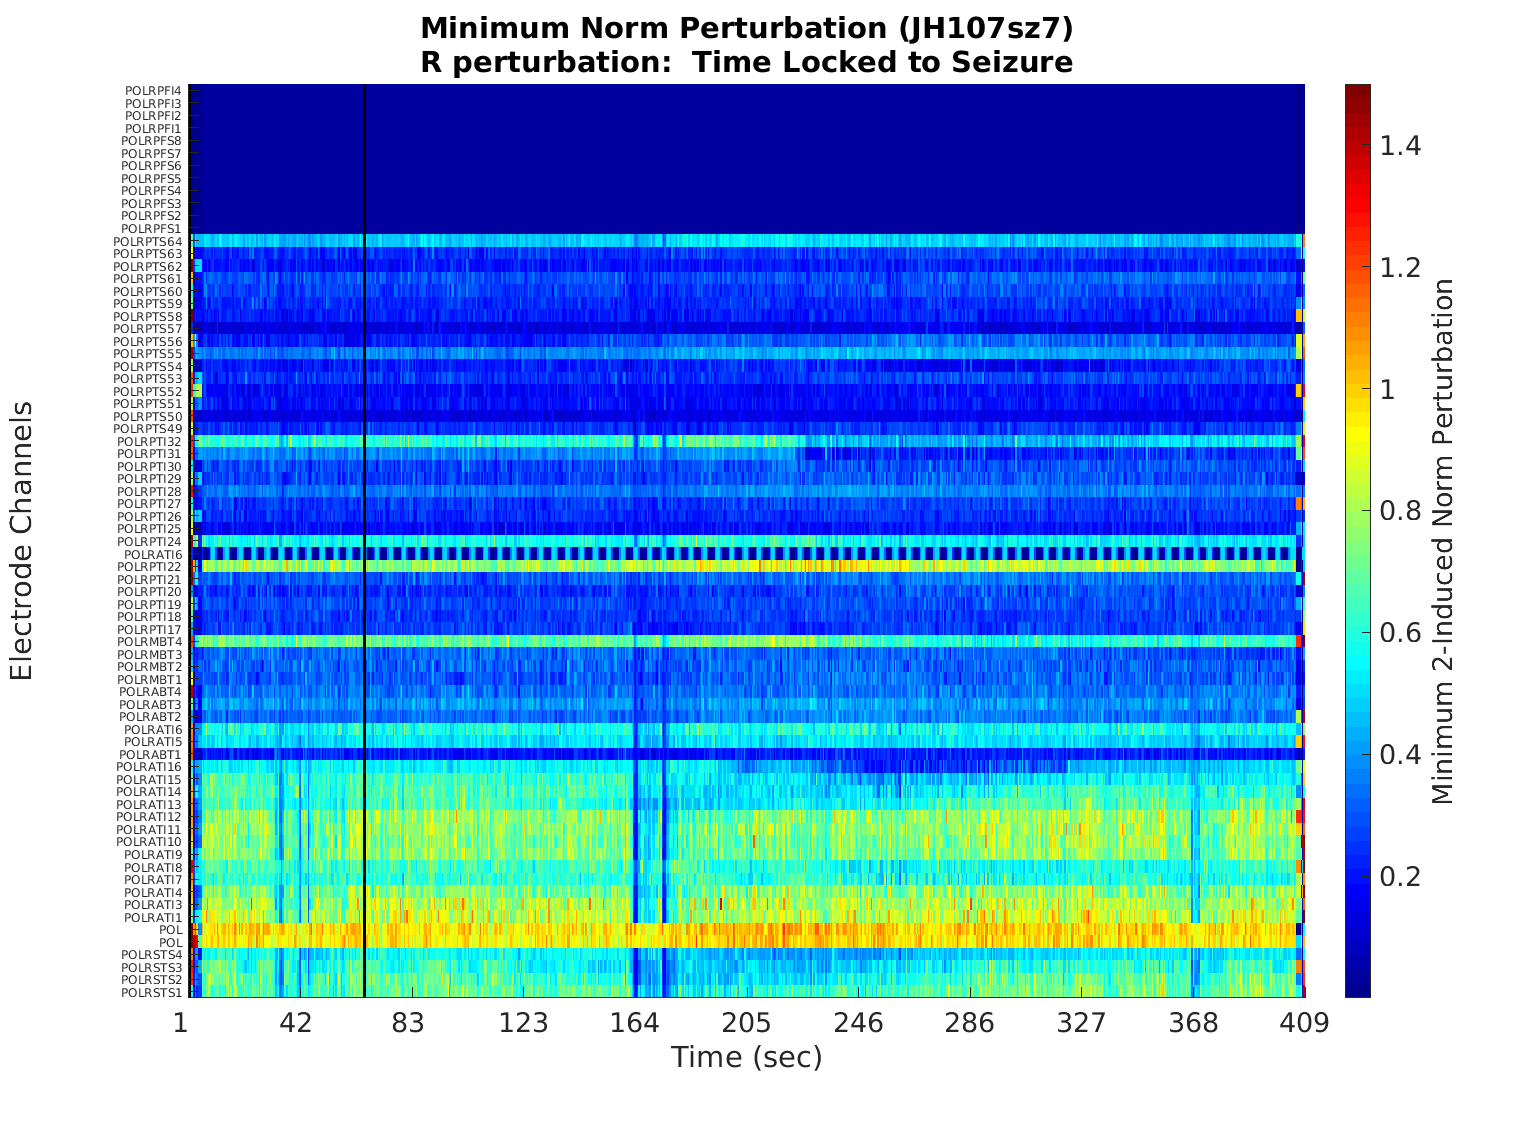 Minimum Norm Perturbation (JH107sz7)
R perturbation:  Time Locked to Seizure
Electrode Channels
POLRPFI4
POLRPFI3
POLRPFI2
POLRPFI1
POLRPFS8
POLRPFS7
POLRPFS6
POLRPFS5
POLRPFS4
POLRPFS3
POLRPFS2
POLRPFS1
POLRPTS64
POLRPTS63
POLRPTS62
POLRPTS61
POLRPTS60
POLRPTS59
POLRPTS58
POLRPTS57
POLRPTS56
POLRPTS55
POLRPTS54
POLRPTS53
POLRPTS52
POLRPTS51
POLRPTS50
POLRPTS49
POLRPTI32
POLRPTI31
POLRPTI30
POLRPTI29
POLRPTI28
POLRPTI27
POLRPTI26
POLRPTI25
POLRPTI24
POLRATI6
POLRPTI22
POLRPTI21
POLRPTI20
POLRPTI19
POLRPTI18
POLRPTI17
POLRMBT4
POLRMBT3
POLRMBT2
POLRMBT1
POLRABT4
POLRABT3
POLRABT2
POLRATI6
POLRATI5
POLRABT1
POLRATI16
POLRATI15
POLRATI14
POLRATI13
POLRATI12
POLRATI11
POLRATI10
POLRATI9
POLRATI8
POLRATI7
POLRATI4
POLRATI3
POLRATI1
POL
POL
POLRSTS4
POLRSTS3
POLRSTS2
POLRSTS1
1 42 83 123 164 205 246 286 327 368 409
Time (sec)
1.4
1.2
1
0.8
0.6
0.4
0.2
Minimum 2-Induced Norm Perturbation